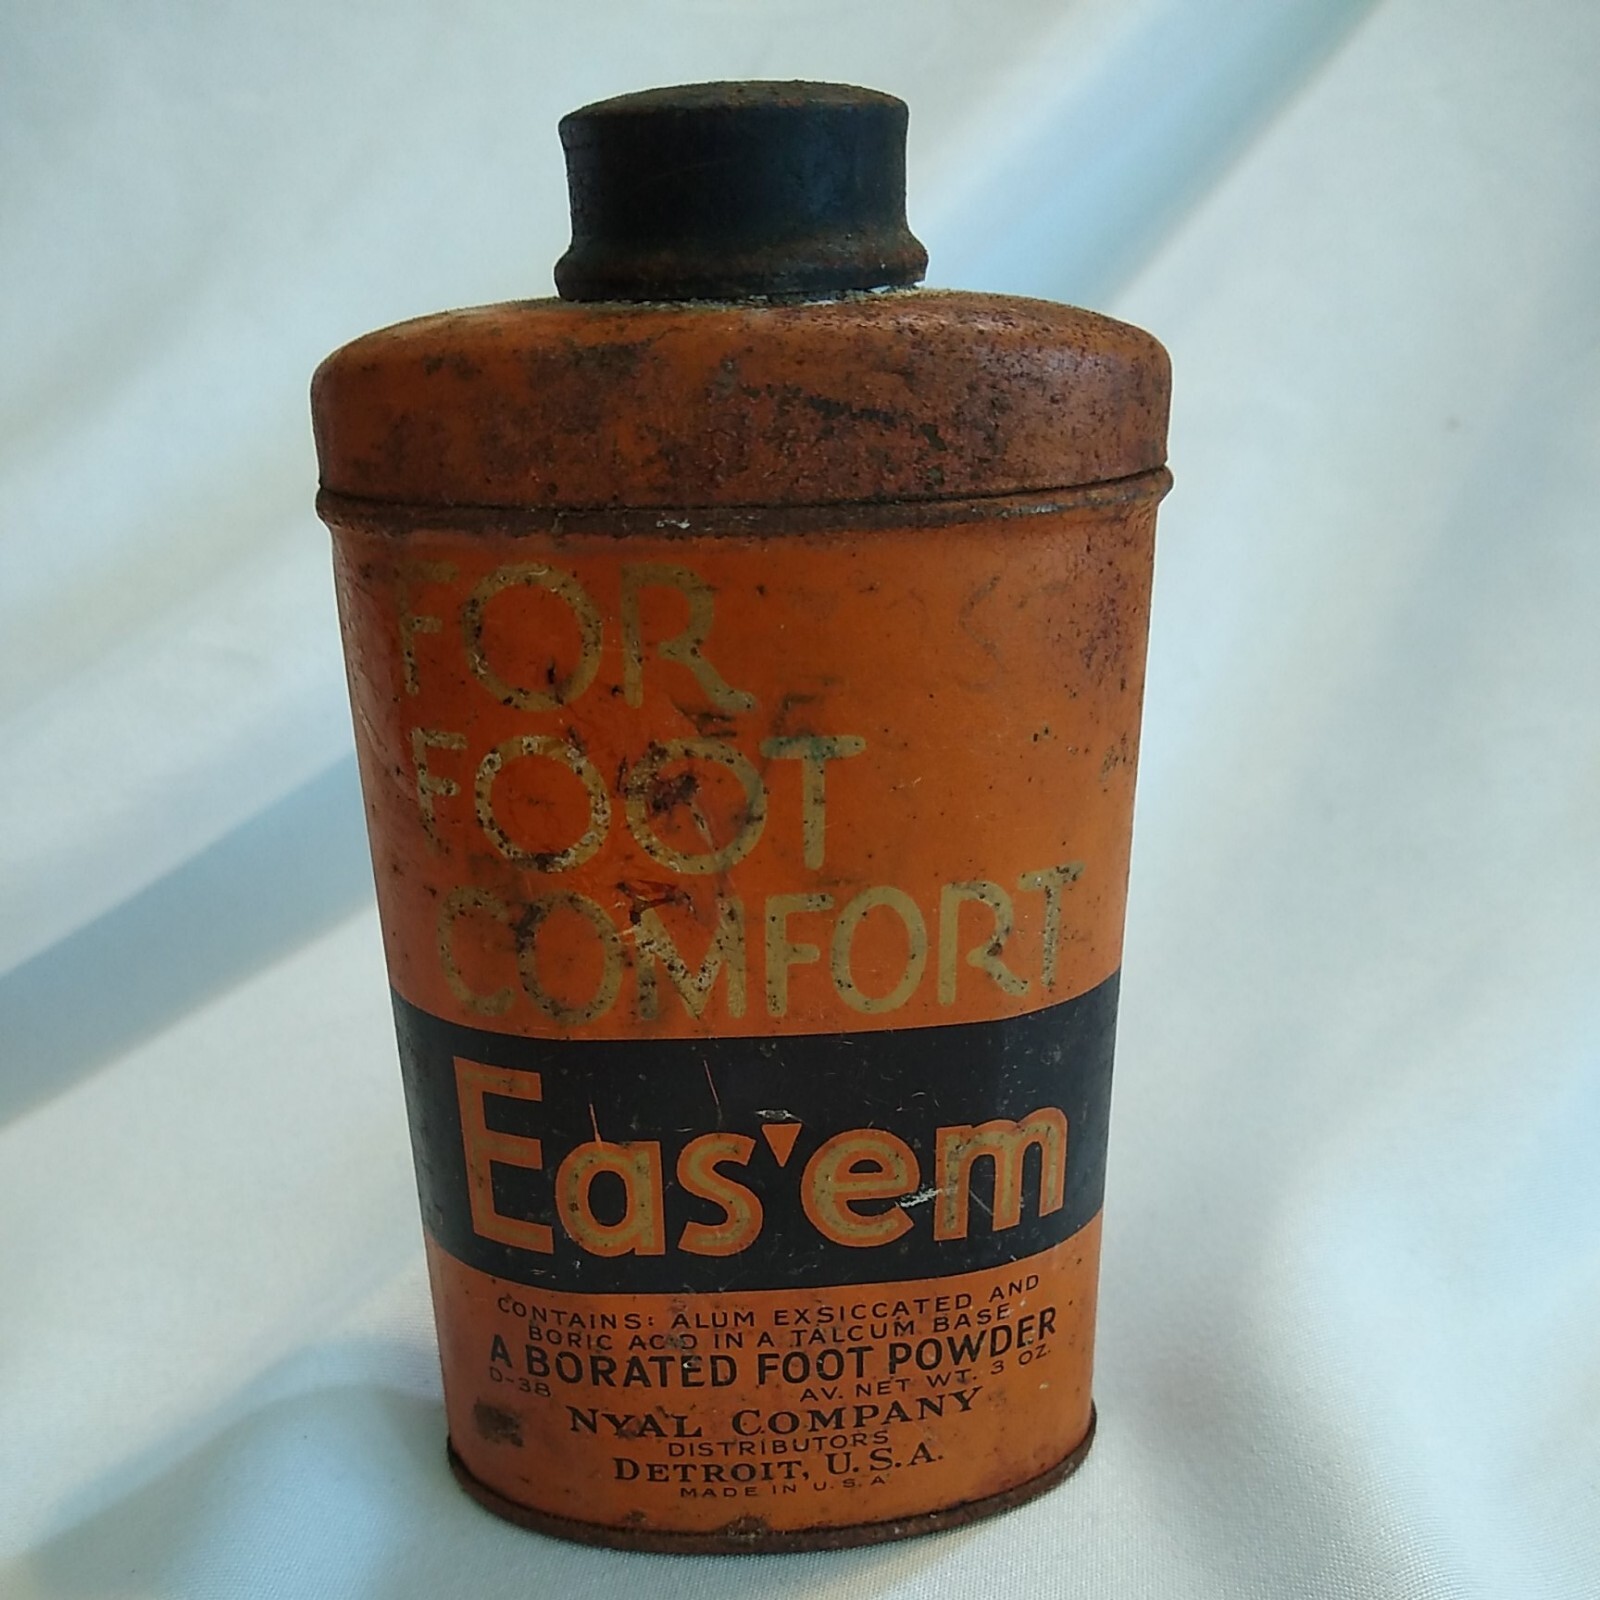 FOR
FOOT
COMFORT
Eas'em
CONTAINS: ALUM EXSICCATED AND
BORIC ACID IN A TALCUM BASE
A BORATED FOOT POWDER
D-38 AV. NET WT. 3 OZ.
NYAL COMPANY
DISTRIBUTORS
DETROIT, U.S.A.
MADE IN U.S.A.